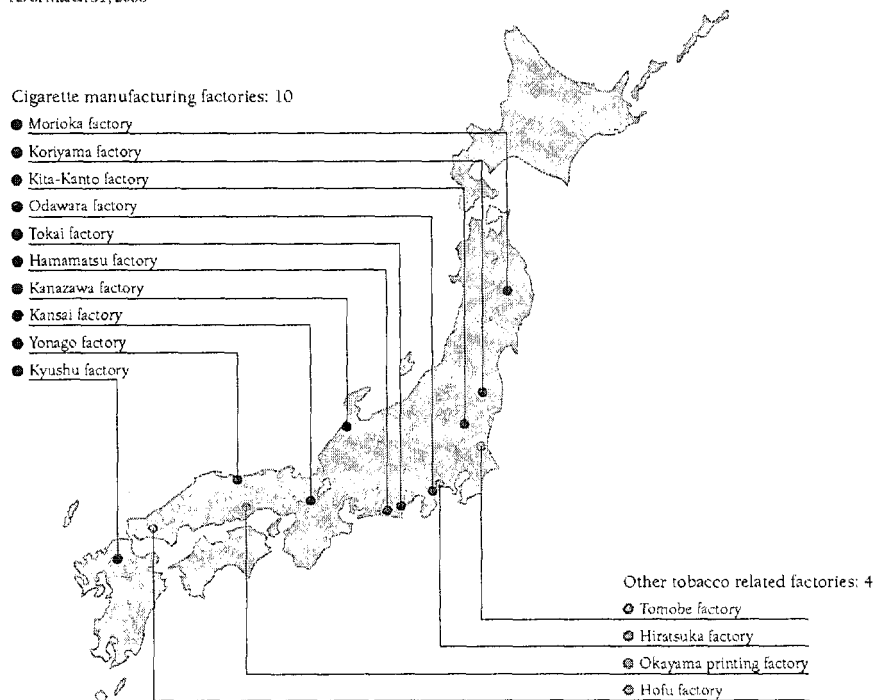 Cigarette manufacturing factories: 10
Morioka factory
Koriyama factory
Kita-Kanto factory
Odawara factory
Tokai factory
Hamamatsu factory
Kanazawa factory
Kansai factory
Yonago factory
Kyushu factory
Other tobacco related factories: 4
Tomobe factory
Hiratsuka factory
Okayama printing factory
Hofu factory